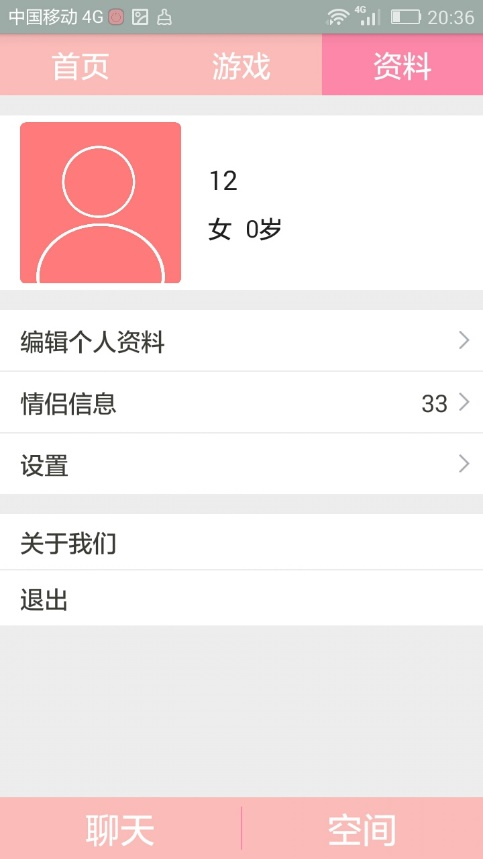 中国移动 4G 4G 20:36
首页 游戏 资料
12
女 0岁
编辑个人资料
情侣信息 33
设置
关于我们
退出
聊天 空间